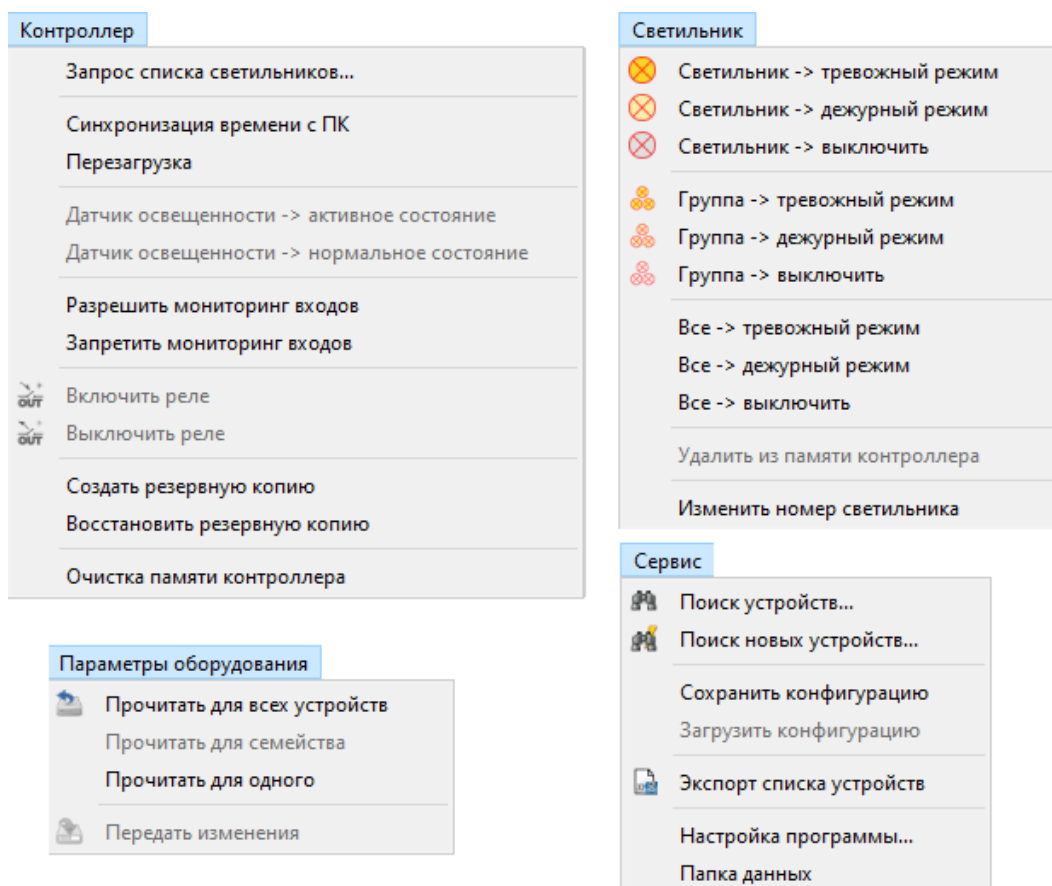 Контроллер
Запрос списка светильников...
Синхронизация времени с ПК
Перезагрузка
Датчик освещенности -> активное состояние
Датчик освещенности -> нормальное состояние
Разрешить мониторинг входов
Запретить мониторинг входов
OUT Включить реле
OUT Выключить реле
Создать резервную копию
Восстановить резервную копию
Очистка памяти контроллера
Светильник
Светильник -> тревожный режим
Светильник -> дежурный режим
Светильник -> выключить
Группа -> тревожный режим
Группа -> дежурный режим
Группа -> выключить
Все -> тревожный режим
Все -> дежурный режим
Все -> выключить
Удалить из памяти контроллера
Изменить номер светильника
Параметры оборудования
Прочитать для всех устройств
Прочитать для семейства
Прочитать для одного
Передать изменения
Сервис
Поиск устройств...
Поиск новых устройств...
Сохранить конфигурацию
Загрузить конфигурацию
Экспорт списка устройств
Настройка программы...
Папка данных